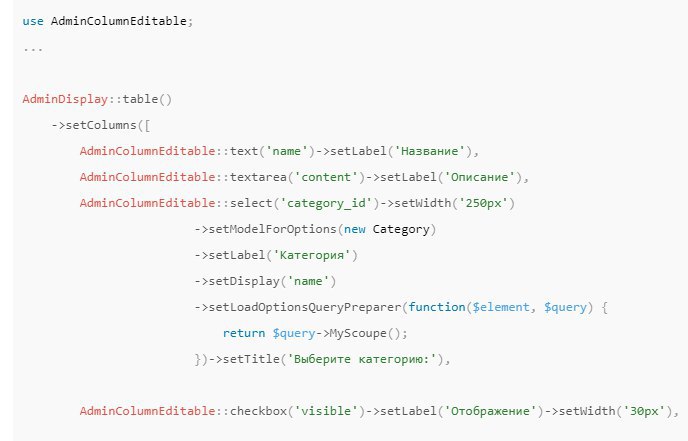 use AdminColumnEditable;
...
AdminDisplay::table()
->setColumns([
AdminColumnEditable::text('name')->setLabel('Название'),
AdminColumnEditable::textarea('content')->setLabel('Описание'),
AdminColumnEditable::select('category_id')->setWidth('250px')
->setModelForOptions(new Category)
->setLabel('Категория')
->setDisplay('name')
->setLoadOptionsQueryPreparer(function($element, $query) {
return $query->MyScoupe();
})->setTitle('Выберите категорию:'),
AdminColumnEditable::checkbox('visible')->setLabel('Отображение')->setWidth('30px'),